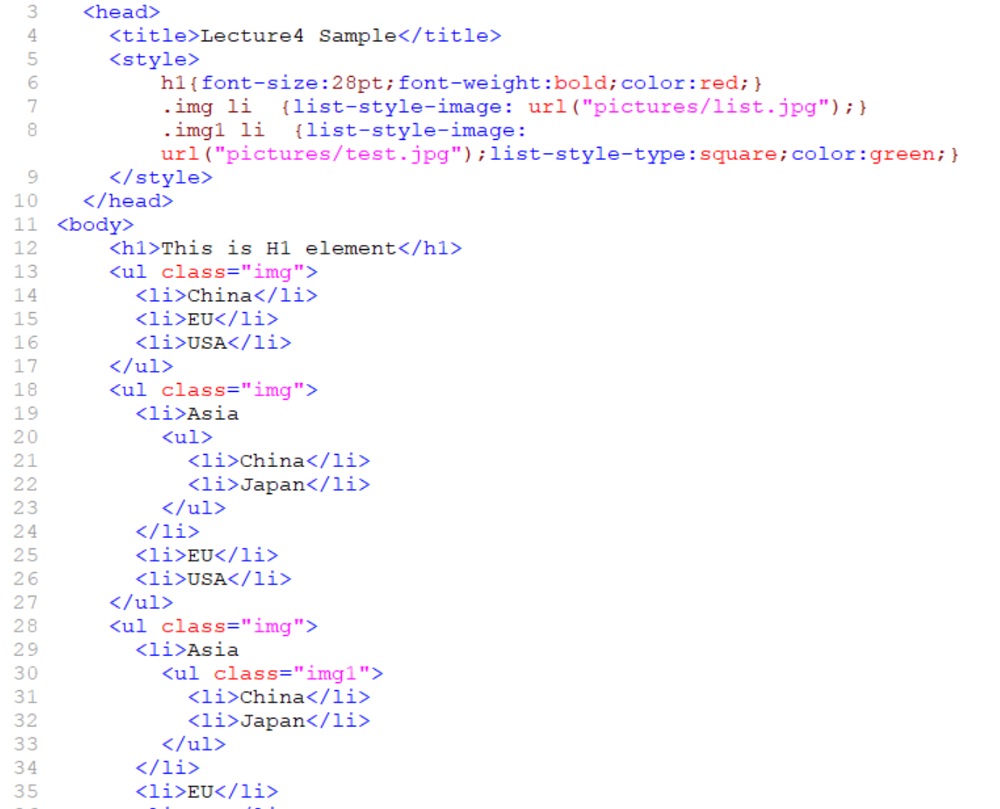 3 <head>
4 <title>Lecture4 Sample</title>
5 <style>
6 h1{font-size:28pt;font-weight:bold;color:red;}
7 .img li  {list-style-image: url("pictures/list.jpg");}
8 .img1 li  {list-style-image:
url("pictures/test.jpg");list-style-type:square;color:green;}
9 </style>
10 </head>
11 <body>
12 <h1>This is H1 element</h1>
13 <ul class="img">
14 <li>China</li>
15 <li>EU</li>
16 <li>USA</li>
17 </ul>
18 <ul class="img">
19 <li>Asia
20 <ul>
21 <li>China</li>
22 <li>Japan</li>
23 </ul>
24 </li>
25 <li>EU</li>
26 <li>USA</li>
27 </ul>
28 <ul class="img">
29 <li>Asia
30 <ul class="img1">
31 <li>China</li>
32 <li>Japan</li>
33 </ul>
34 </li>
35 <li>EU</li>